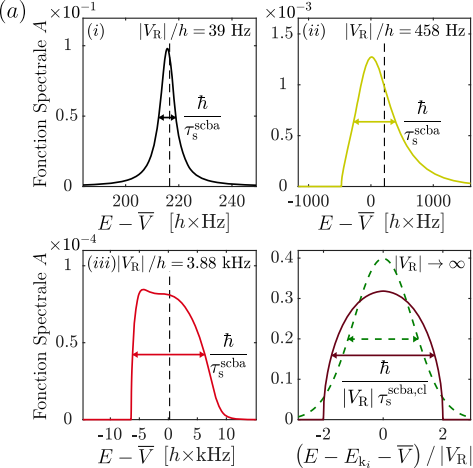 (a)
(i) |V_R|/h = 39 Hz
×10⁻¹
Fonction Spectrale A
1
0.5
0
ħ/τ_s^scba
200 220 240
E − V̅ [h×Hz]
(ii) |V_R|/h = 458 Hz
×10⁻³
1.5
1
0.5
0
ħ/τ_s^scba
-1000 0 1000
E − V̅ [h×Hz]
(iii) |V_R|/h = 3.88 kHz
×10⁻⁴
Fonction Spectrale A
1
0.5
0
ħ/τ_s^scba
-10 -5 0 5 10
E − V̅ [h×kHz]
|V_R| → ∞
0.4
0.3
0.2
0.1
0
ħ/|V_R| τ_s^scba,cl
-2 0 2
(E − E_{k_i} − V̅)/|V_R|